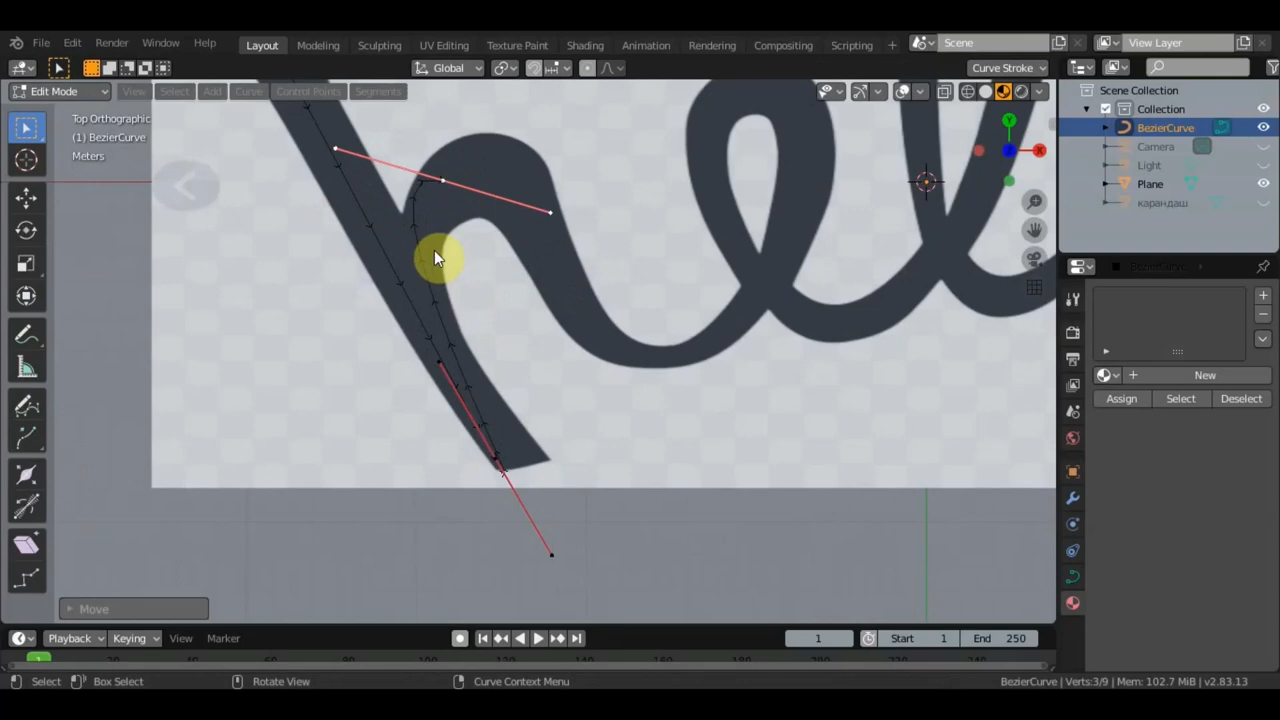 File Edit Render Window Help Layout Modeling Sculpting UV Editing Texture Paint Shading Animation Rendering Compositing Scripting + Scene View Layer
Global Curve Stroke
Edit Mode View Select Add Curve Control Points Segments
Scene Collection
Collection
BezierCurve
Camera
Light
Plane
карандаш
Top Orthographic
(1) BezierCurve
Meters
Y
X
Z
hel
BezierCurve
New
Assign Select Deselect
Move
Playback Keying View Marker 1 Start 1 End 250
Select Box Select Rotate View Curve Context Menu BezierCurve | Verts:3/9 | Mem: 102.7 MiB | v2.83.13